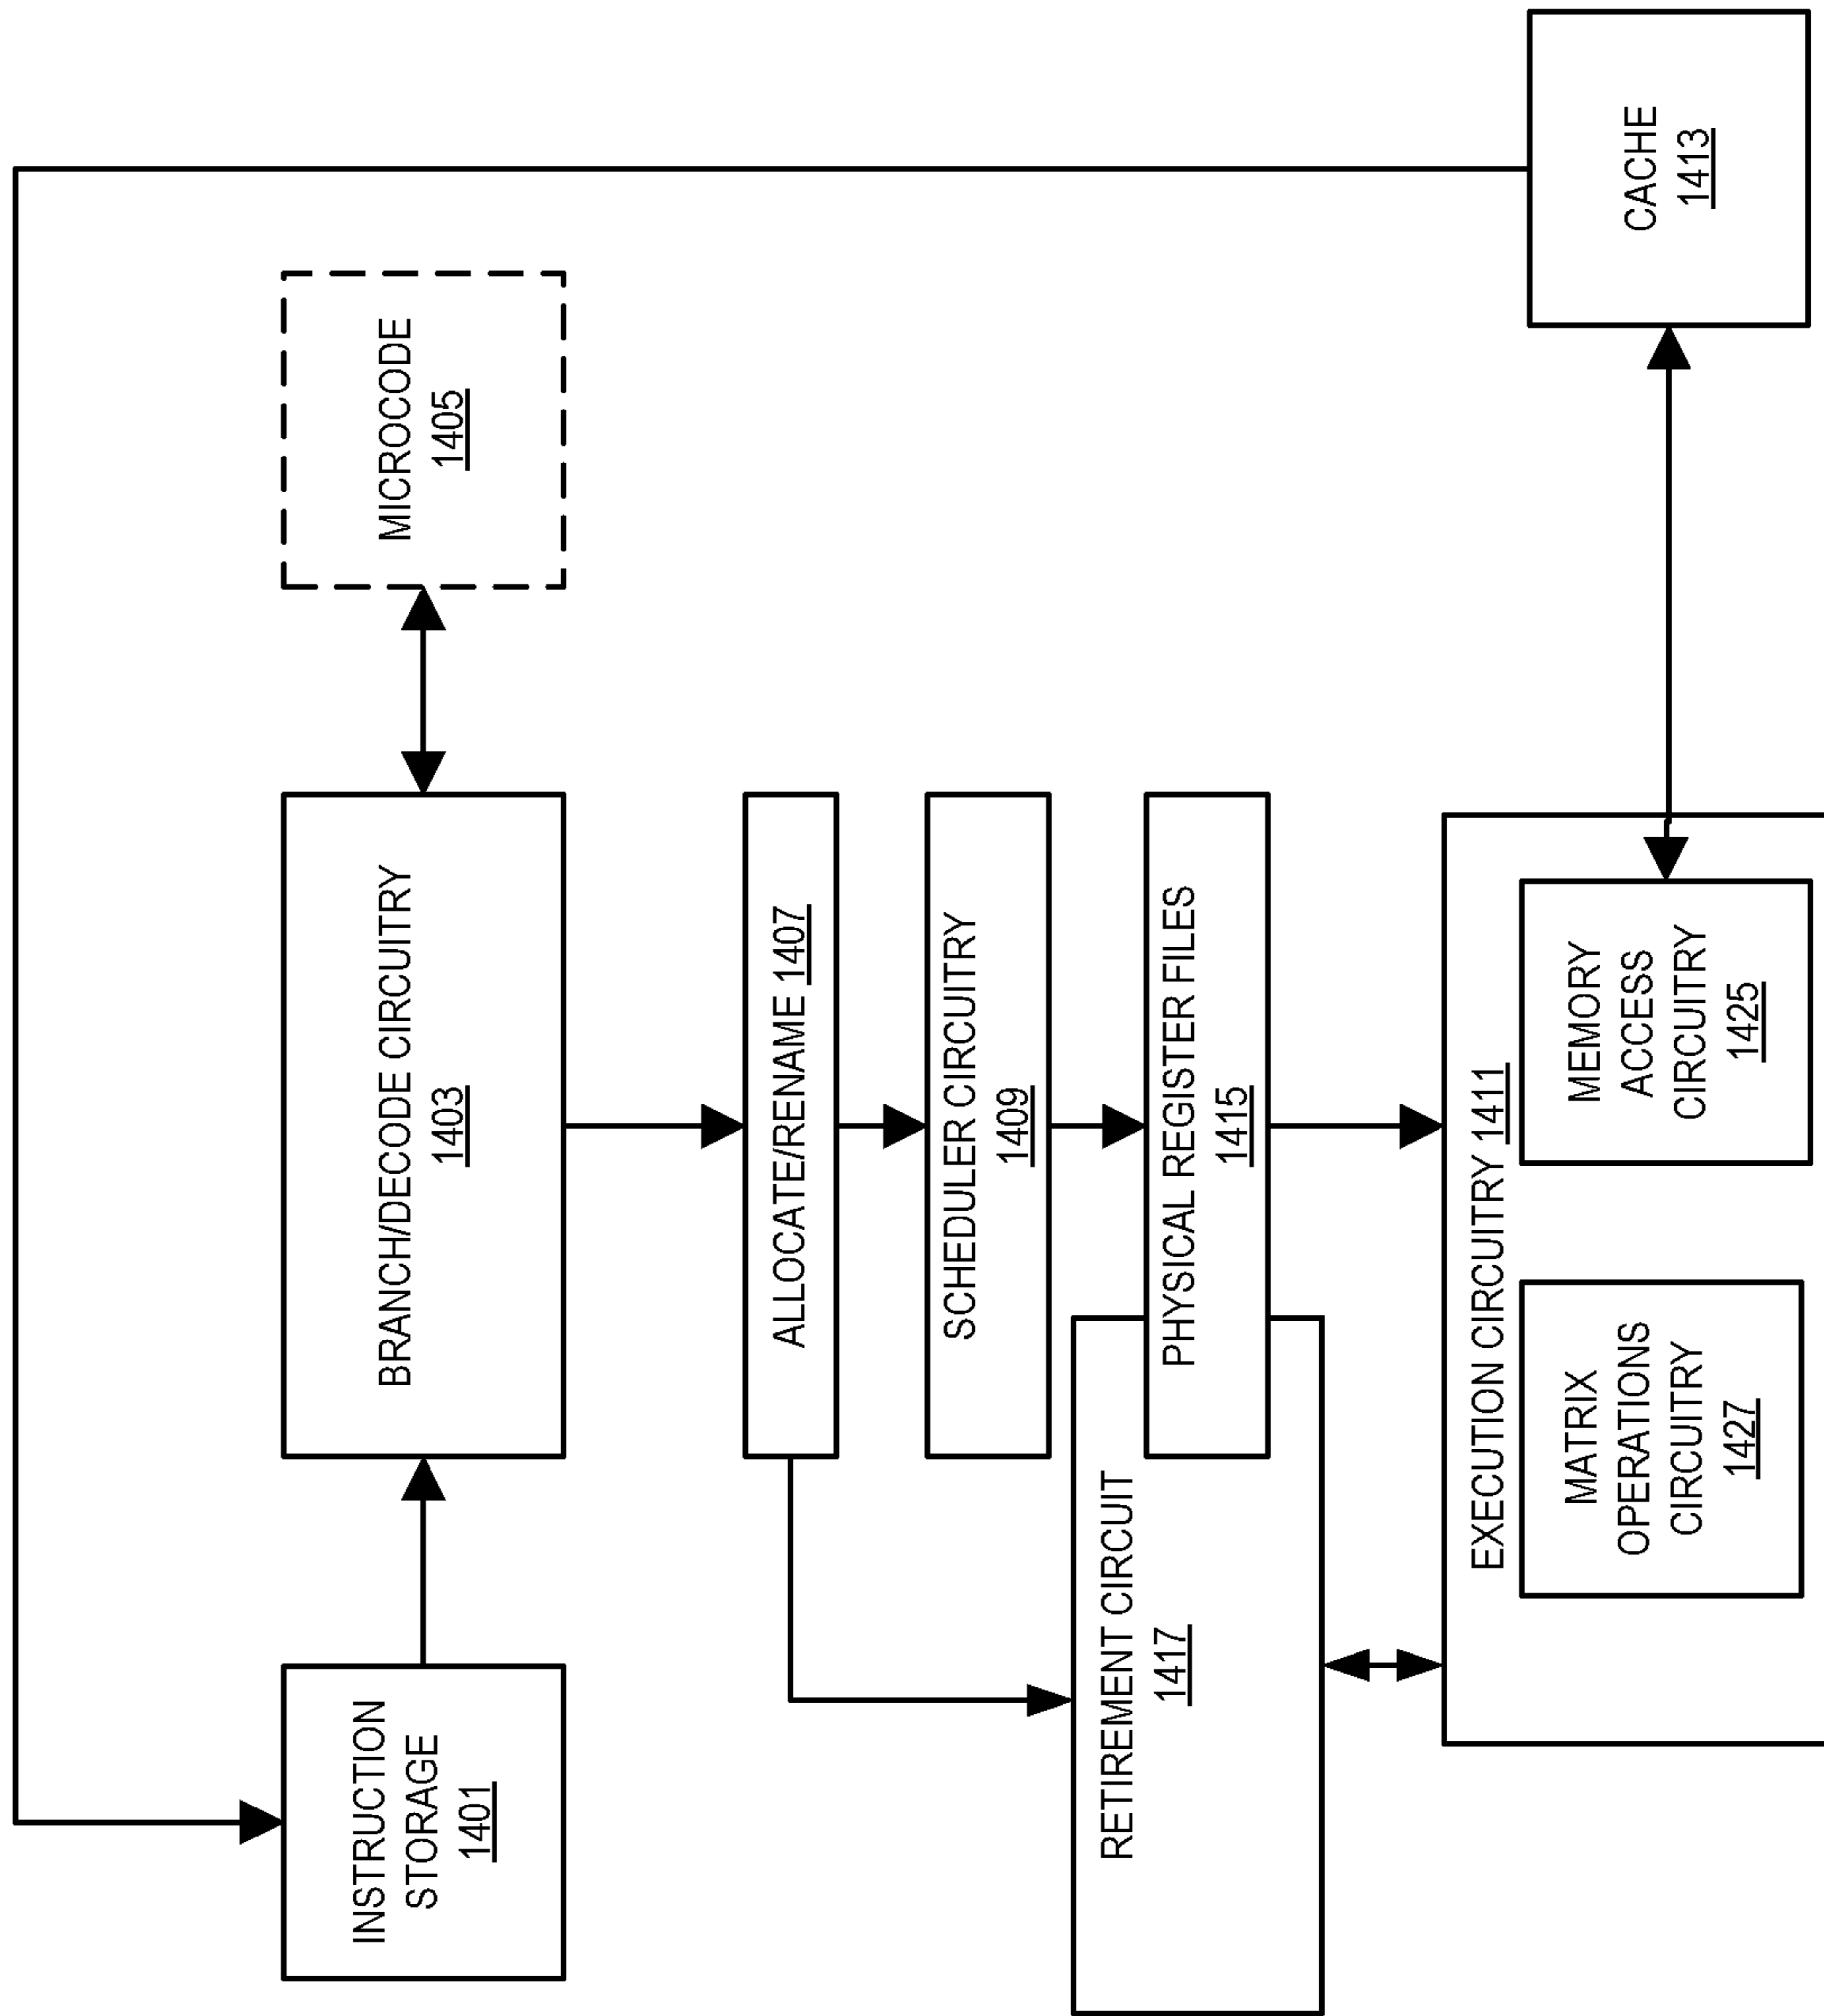 INSTRUCTION
STORAGE
1401
BRANCH/DECODE CIRCUITRY
1403
MICROCODE
1405
ALLOCATE/RENAME 1407
SCHEDULER CIRCUITRY
1409
RETIREMENT CIRCUIT
1417
PHYSICAL REGISTER FILES
1415
EXECUTION CIRCUITRY 1411
MATRIX
OPERATIONS
CIRCUITRY
1427
MEMORY
ACCESS
CIRCUITRY
1425
CACHE
1413